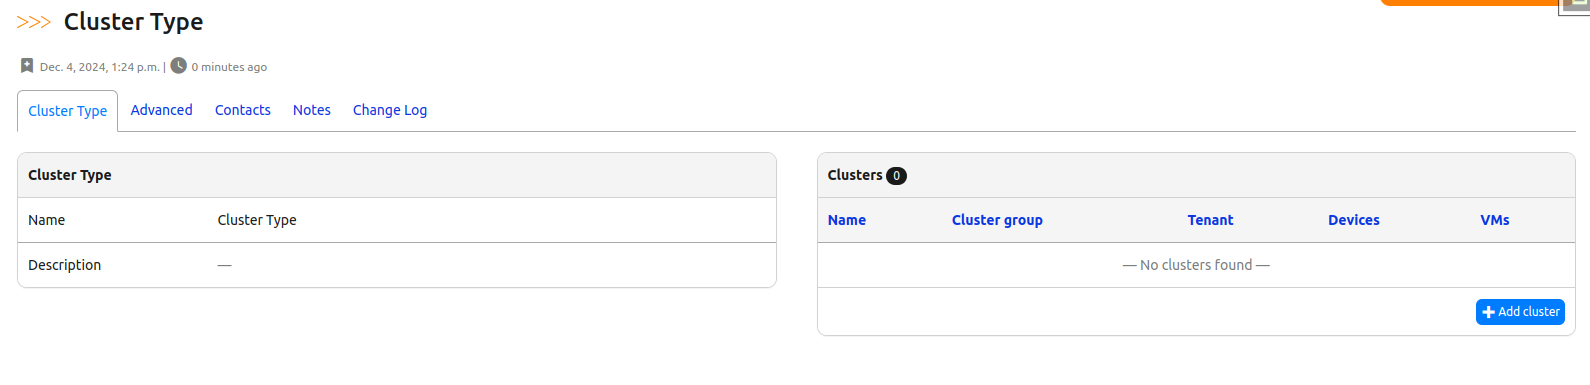 >>> Cluster Type
Dec. 4, 2024, 1:24 p.m. | 0 minutes ago
Cluster Type Advanced Contacts Notes Change Log
Cluster Type
Name Cluster Type
Description —
Clusters 0
Name Cluster group Tenant Devices VMs
— No clusters found —
Add cluster